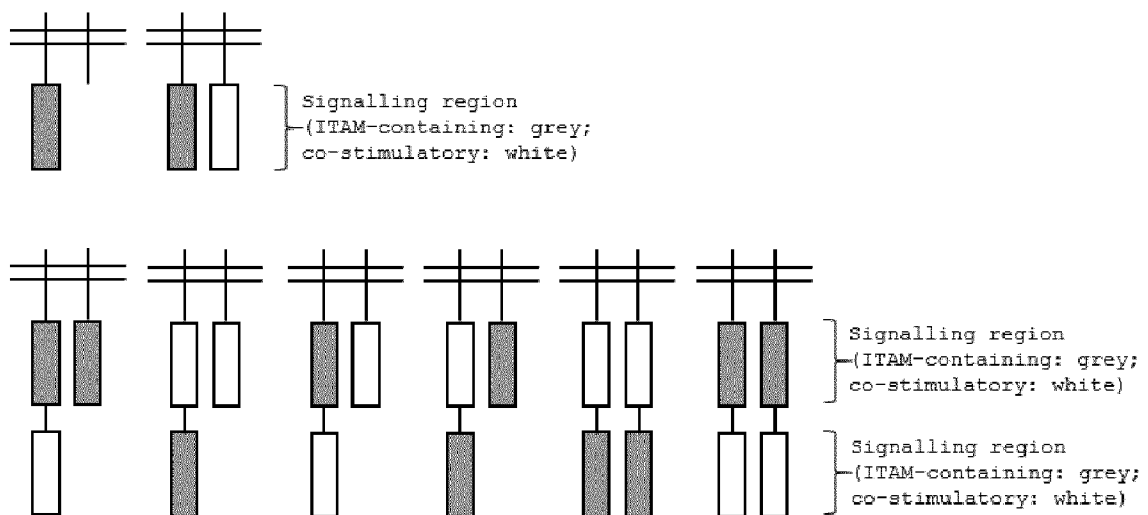 Signalling region
(ITAM-containing: grey;
co-stimulatory: white)
Signalling region
(ITAM-containing: grey;
co-stimulatory: white)
Signalling region
(ITAM-containing: grey;
co-stimulatory: white)